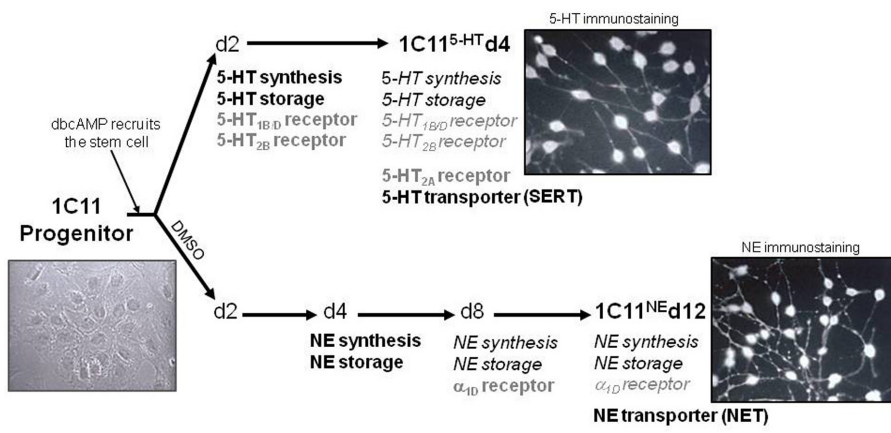 5-HT immunostaining
d2
1C11^5-HT d4
5-HT synthesis
5-HT storage
5-HT1B/D receptor
5-HT2B receptor
5-HT synthesis
5-HT storage
5-HT1B/D receptor
5-HT2B receptor
5-HT2A receptor
5-HT transporter (SERT)
dbcAMP recruits
the stem cell
1C11
Progenitor
DMSO
NE immunostaining
d2
d4
d8
1C11^NE d12
NE synthesis
NE storage
NE synthesis
NE storage
α1D receptor
NE synthesis
NE storage
α1D receptor
NE transporter (NET)